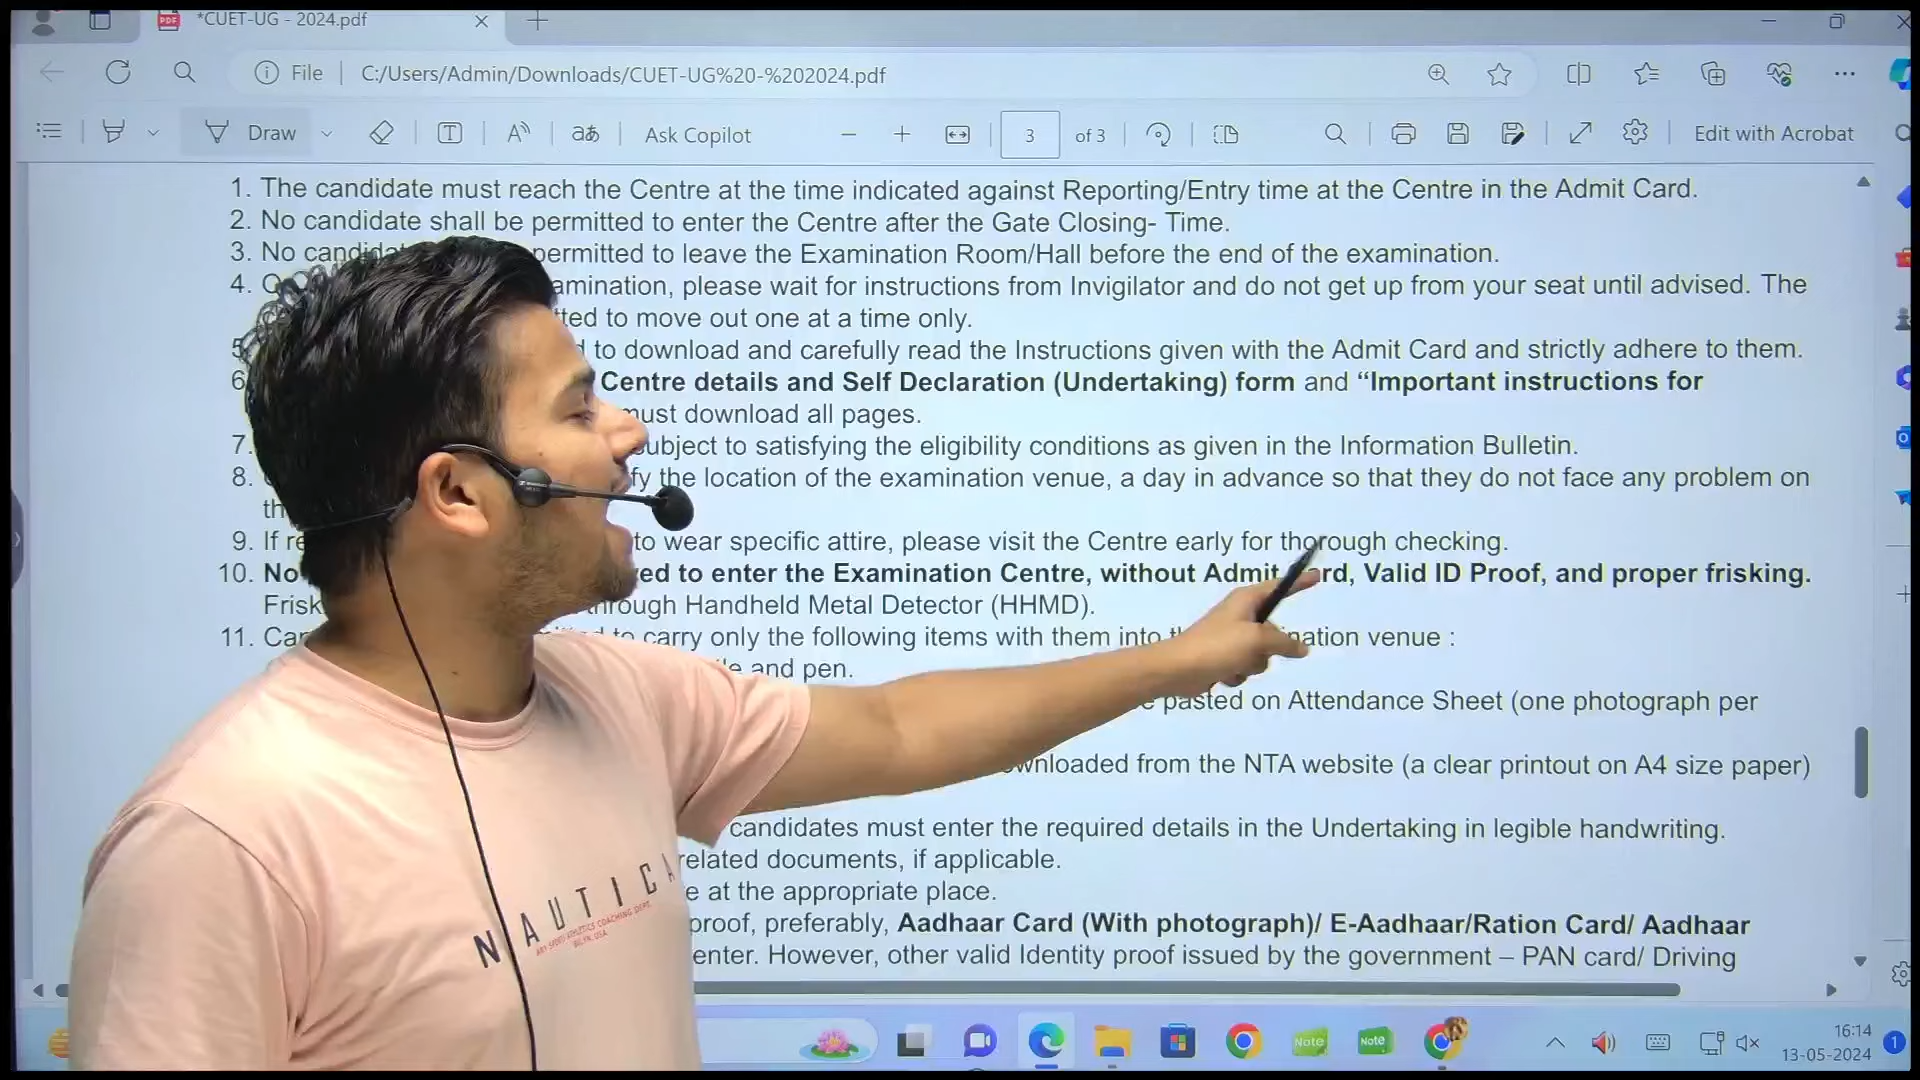 *CUET-UG - 2024.pdf
File C:/Users/Admin/Downloads/CUET-UG%20-%202024.pdf
Draw Ask Copilot 3 of 3 Edit with Acrobat
1. The candidate must reach the Centre at the time indicated against Reporting/Entry time at the Centre in the Admit Card.
2. No candidate shall be permitted to enter the Centre after the Gate Closing- Time.
3. No permitted to leave the Examination Room/Hall before the end of the examination.
4. please wait for instructions from Invigilator and do not get up from your seat until advised. The
to move out one at a time only.
5 to download and carefully read the Instructions given with the Admit Card and strictly adhere to them.
6 Centre details and Self Declaration (Undertaking) form and “Important instructions for
must download all pages.
7. subject to satisfying the eligibility conditions as given in the Information Bulletin.
8. the location of the examination venue, a day in advance so that they do not face any problem on
9. If to wear specific attire, please visit the Centre early for thorough checking.
10. No to enter the Examination Centre, without Admit Card, Valid ID Proof, and proper frisking.
through Handheld Metal Detector (HHMD).
11. to carry only the following items with them into venue :
and pen.
pasted on Attendance Sheet (one photograph per
downloaded from the NTA website (a clear printout on A4 size paper)
candidates must enter the required details in the Undertaking in legible handwriting.
related documents, if applicable.
at the appropriate place.
proof, preferably, Aadhaar Card (With photograph)/ E-Aadhaar/Ration Card/ Aadhaar
enter. However, other valid Identity proof issued by the government – PAN card/ Driving
NAUTICA
Note Note
16:14
13-05-2024 1